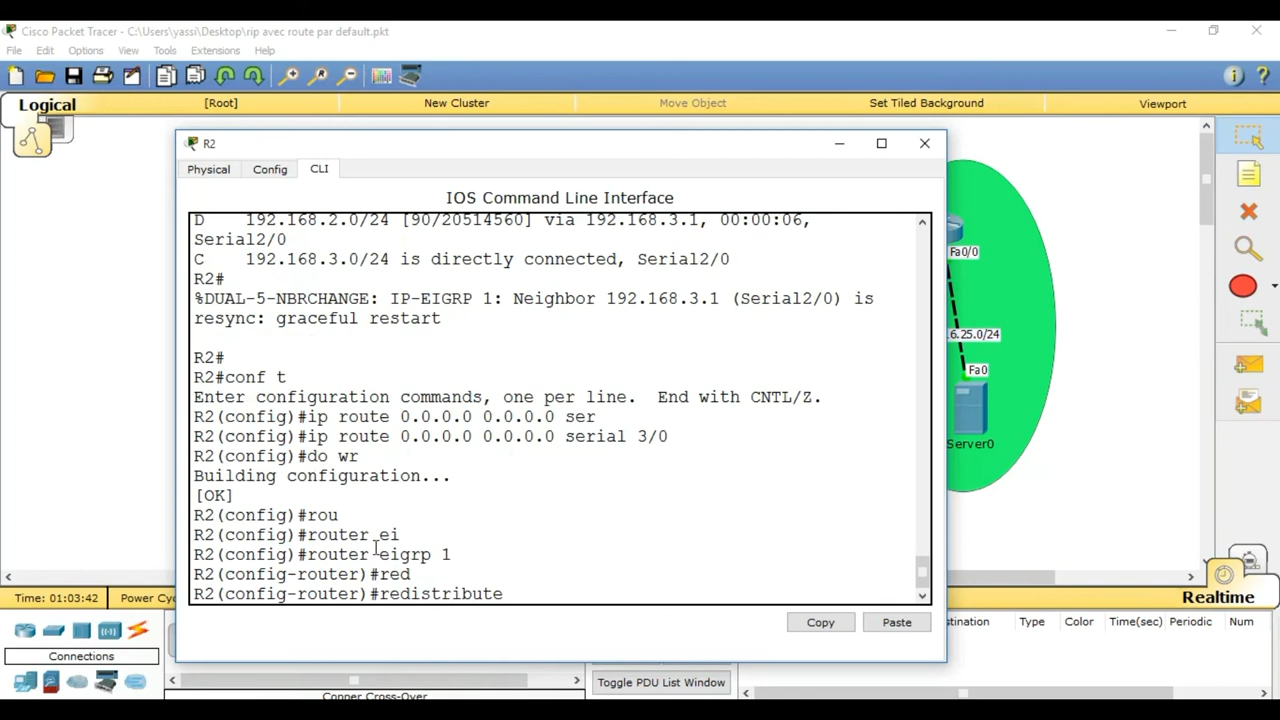 Cisco Packet Tracer - C:\Users\yassi\Desktop\rip avec route par default.pkt
File Edit Options View Tools Extensions Help
Logical [Root] New Cluster Move Object Set Tiled Background Viewport
R2
Physical Config CLI
IOS Command Line Interface
D 192.168.2.0/24 [90/20514560] via 192.168.3.1, 00:00:06,
Serial2/0
C 192.168.3.0/24 is directly connected, Serial2/0
R2#
%DUAL-5-NBRCHANGE: IP-EIGRP 1: Neighbor 192.168.3.1 (Serial2/0) is
resync: graceful restart
R2#
R2#conf t
Enter configuration commands, one per line. End with CNTL/Z.
R2(config)#ip route 0.0.0.0 0.0.0.0 ser
R2(config)#ip route 0.0.0.0 0.0.0.0 serial 3/0
R2(config)#do wr
Building configuration...
[OK]
R2(config)#rou
R2(config)#router ei
R2(config)#router eigrp 1
R2(config-router)#red
R2(config-router)#redistribute
Copy Paste
Fa0/0
6.25.0/24
Fa0
Server0
Time: 01:03:42 Power Cyc
Realtime
Connections
Copper Cross-Over
Toggle PDU List Window
stination Type Color Time(sec) Periodic Num